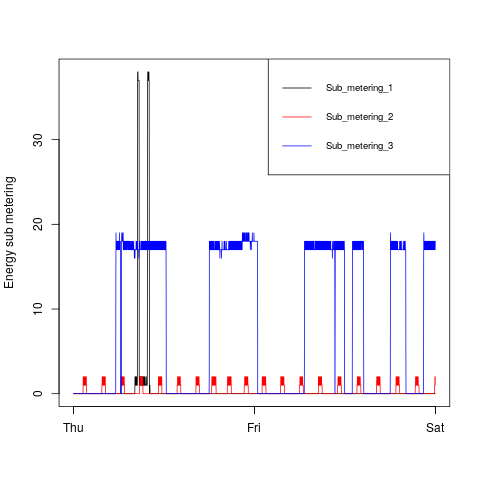 Sub_metering_1
Sub_metering_2
Sub_metering_3
Energy sub metering
30
20
10
0
Thu Fri Sat